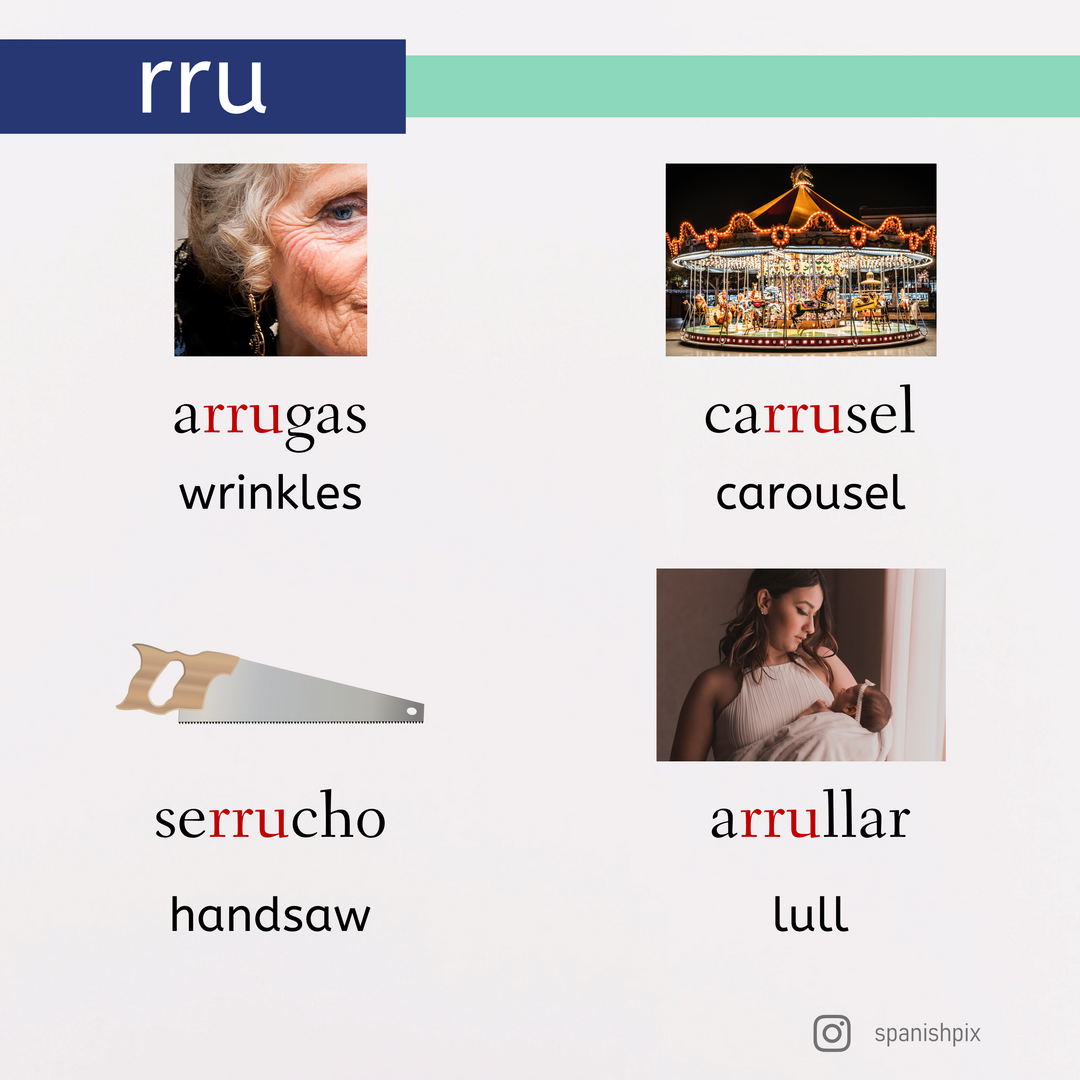 rru
arrugas
wrinkles
carrusel
carousel
serrucho
handsaw
arrullar
lull
spanishpix